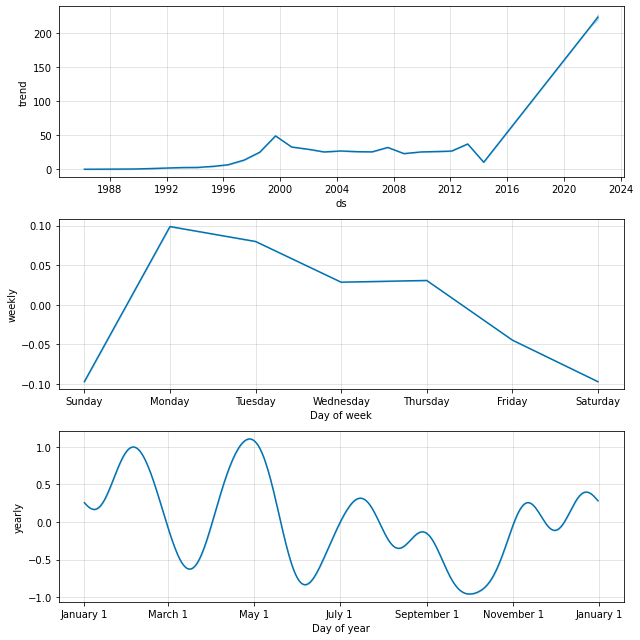 200
150
100
50
0
trend
1988 1992 1996 2000 2004 2008 2012 2016 2020 2024
ds
0.10
0.05
0.00
−0.05
−0.10
weekly
Sunday Monday Tuesday Wednesday Thursday Friday Saturday
Day of week
1.0
0.5
0.0
−0.5
−1.0
yearly
January 1 March 1 May 1 July 1 September 1 November 1 January 1
Day of year